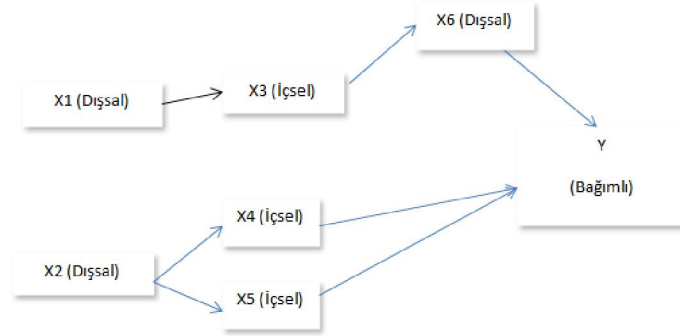 X6 (Dışsal)
X1 (Dışsal)
X3 (İçsel)
Y
(Bağımlı)
X4 (İçsel)
X2 (Dışsal)
X5 (İçsel)